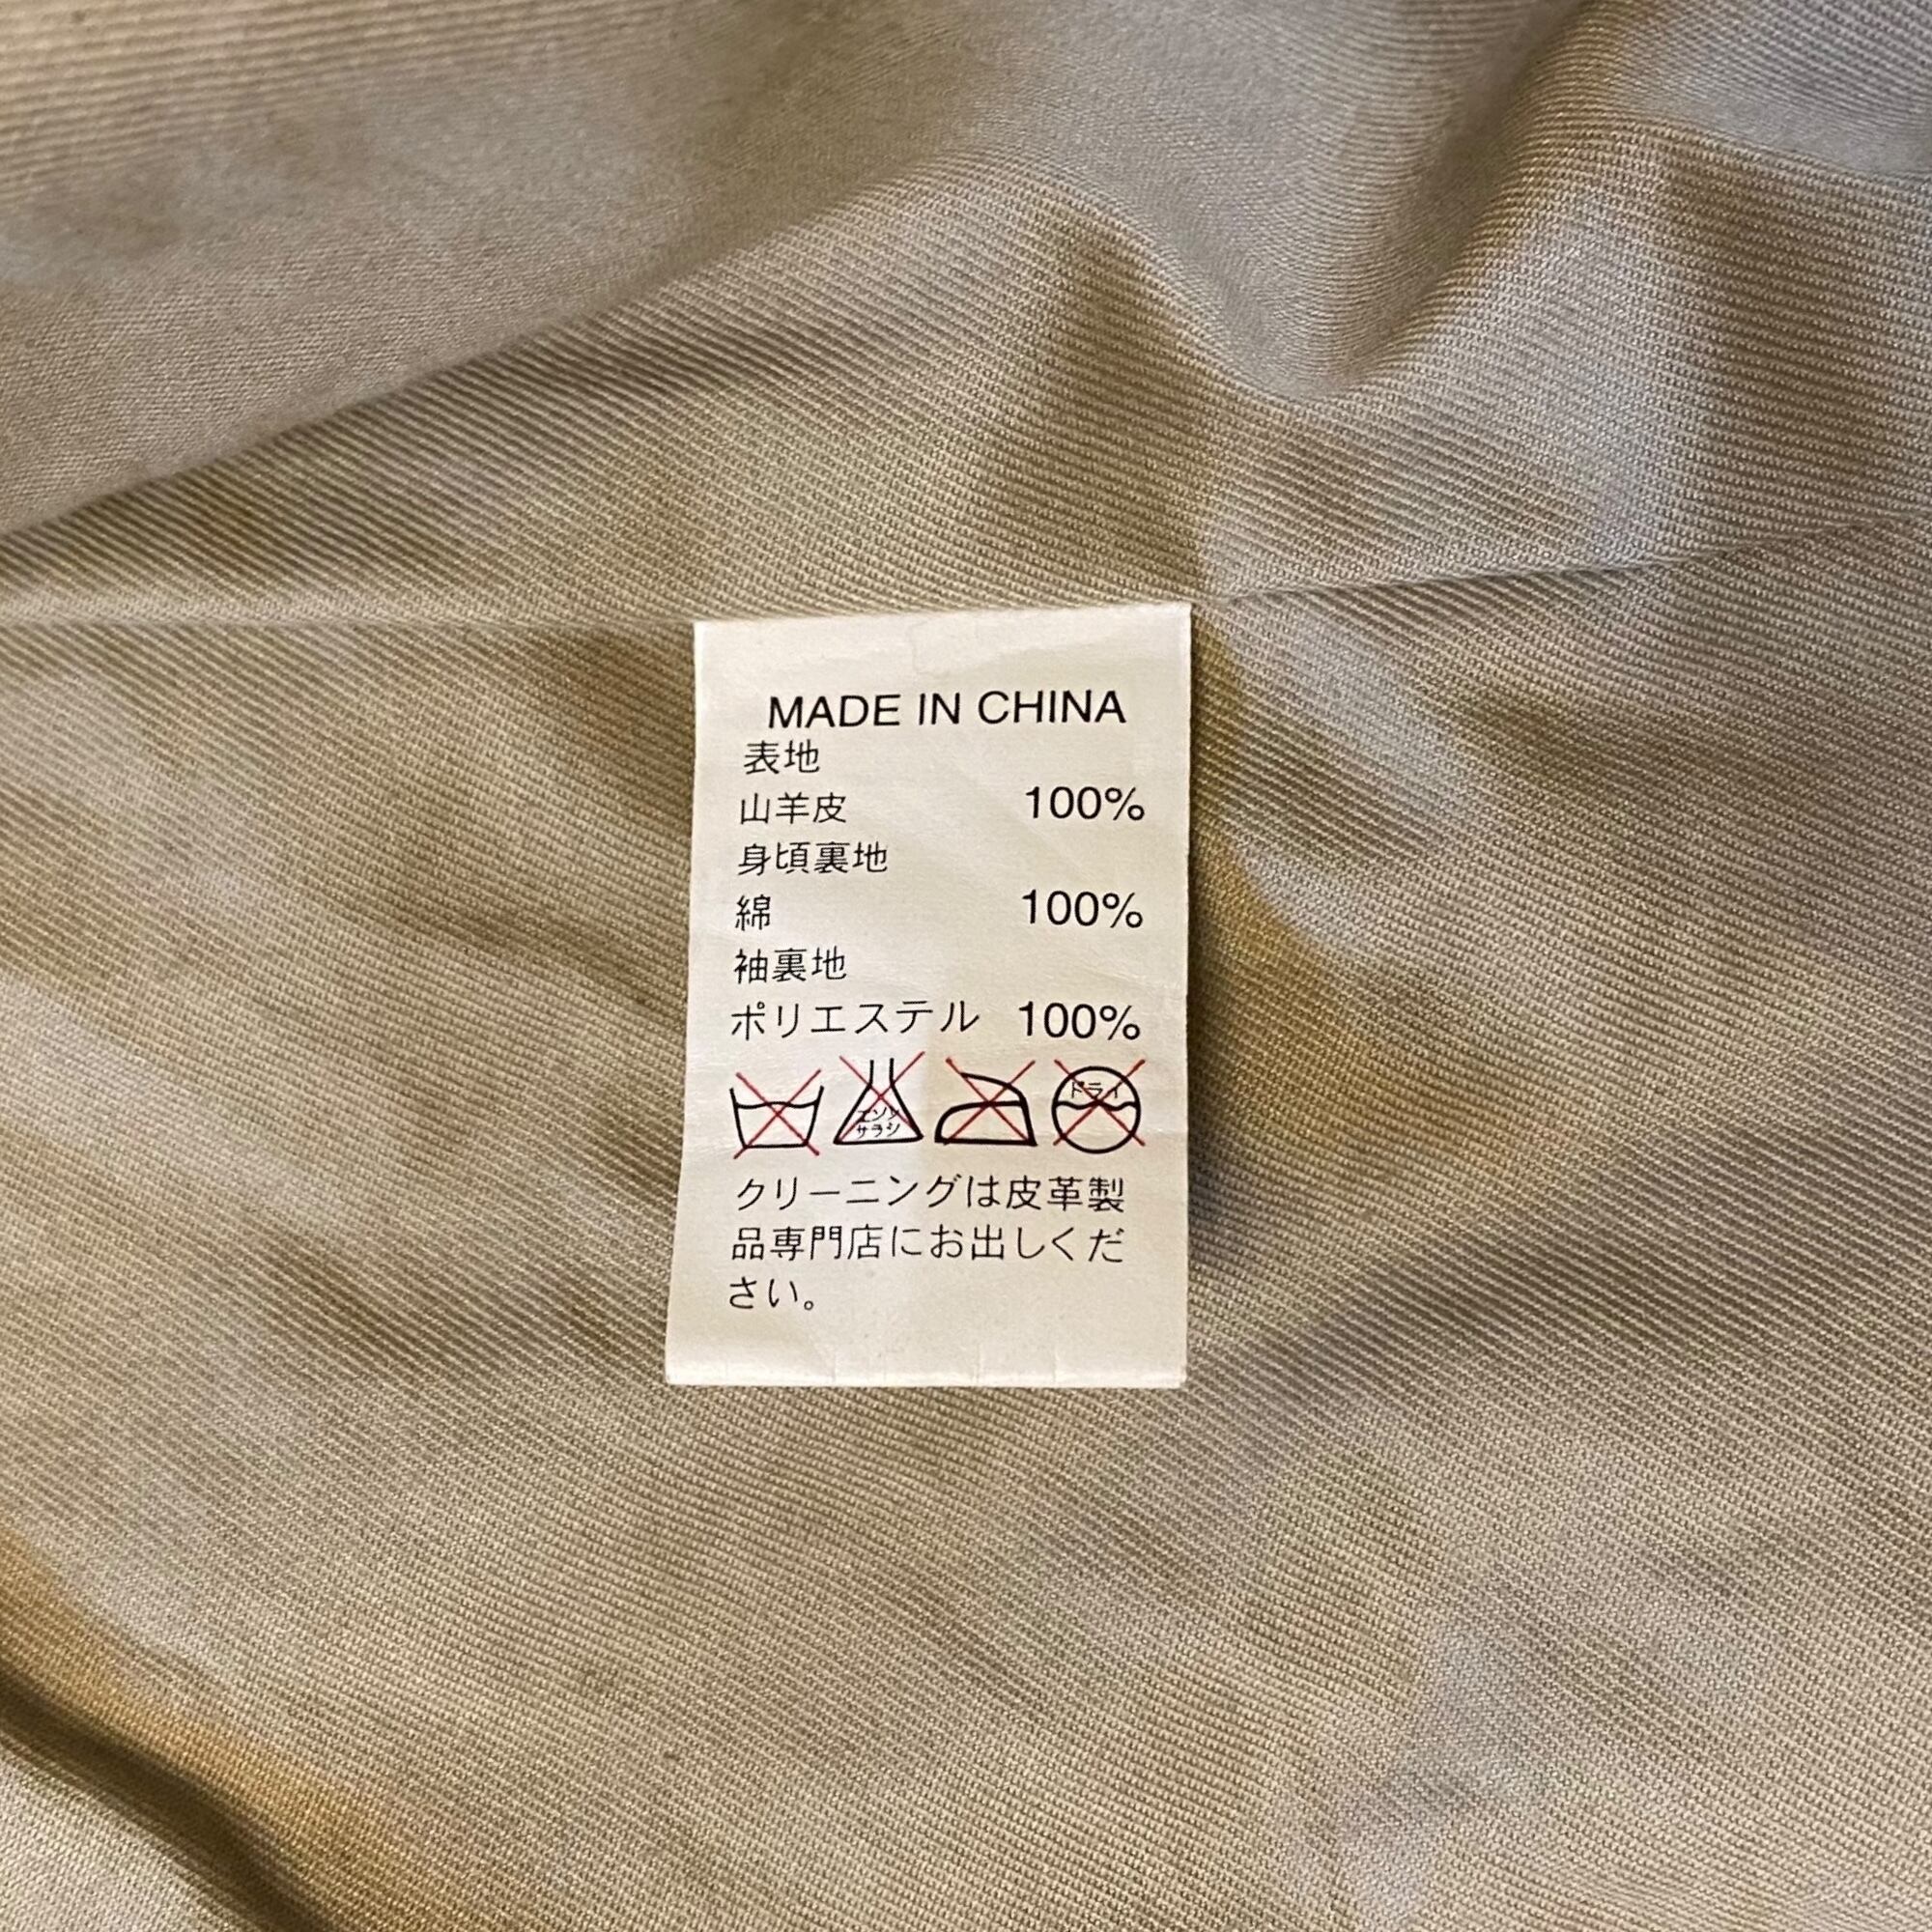 MADE IN CHINA
表地
山羊皮 100%
身頃裏地
綿 100%
袖裏地
ポリエステル 100%
エンソ
サラシ
ドライ
クリーニングは皮革製
品専門店にお出しくだ
さい。